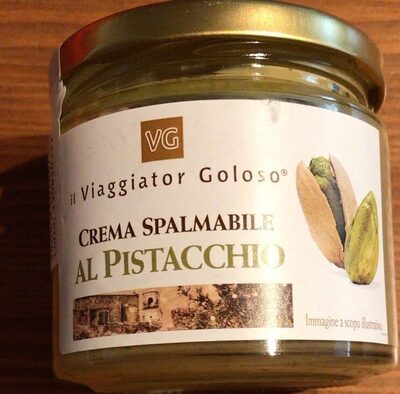 VG
il Viaggiator Goloso®
CREMA SPALMABILE
AL PISTACCHIO
Immagine a scopo illustrativo